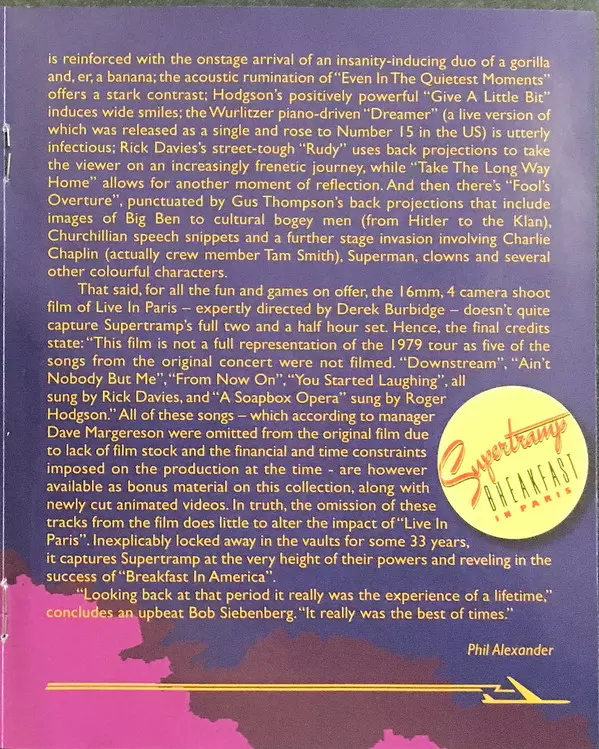 is reinforced with the onstage arrival of an insanity-inducing duo of a gorilla
and, er, a banana; the acoustic rumination of "Even In The Quietest Moments"
offers a stark contrast; Hodgson's positively powerful "Give A Little Bit"
induces wide smiles; the Wurlitzer piano-driven "Dreamer" (a live version of
which was released as a single and rose to Number 15 in the US) is utterly
infectious; Rick Davies's street-tough "Rudy" uses back projections to take
the viewer on an increasingly frenetic journey, while "Take The Long Way
Home" allows for another moment of reflection. And then there's "Fool's
Overture", punctuated by Gus Thompson's back projections that include
images of Big Ben to cultural bogey men (from Hitler to the Klan),
Churchillian speech snippets and a further stage invasion involving Charlie
Chaplin (actually crew member Tam Smith), Superman, clowns and several
other colourful characters.
That said, for all the fun and games on offer, the 16mm, 4 camera shoot
film of Live In Paris – expertly directed by Derek Burbidge – doesn't quite
capture Supertramp's full two and a half hour set. Hence, the final credits
state: "This film is not a full representation of the 1979 tour as five of the
songs from the original concert were not filmed. "Downstream", "Ain't
Nobody But Me", "From Now On", "You Started Laughing", all
sung by Rick Davies, and "A Soapbox Opera" sung by Roger
Hodgson." All of these songs – which according to manager
Dave Margereson were omitted from the original film due
to lack of film stock and the financial and time constraints
imposed on the production at the time - are however
available as bonus material on this collection, along with
newly cut animated videos. In truth, the omission of these
tracks from the film does little to alter the impact of "Live In
Paris". Inexplicably locked away in the vaults for some 33 years,
it captures Supertramp at the very height of their powers and reveling in the
success of "Breakfast In America".
"Looking back at that period it really was the experience of a lifetime,"
concludes an upbeat Bob Siebenberg. "It really was the best of times."
Phil Alexander
Supertramp
BREAKFAST
IN PARIS